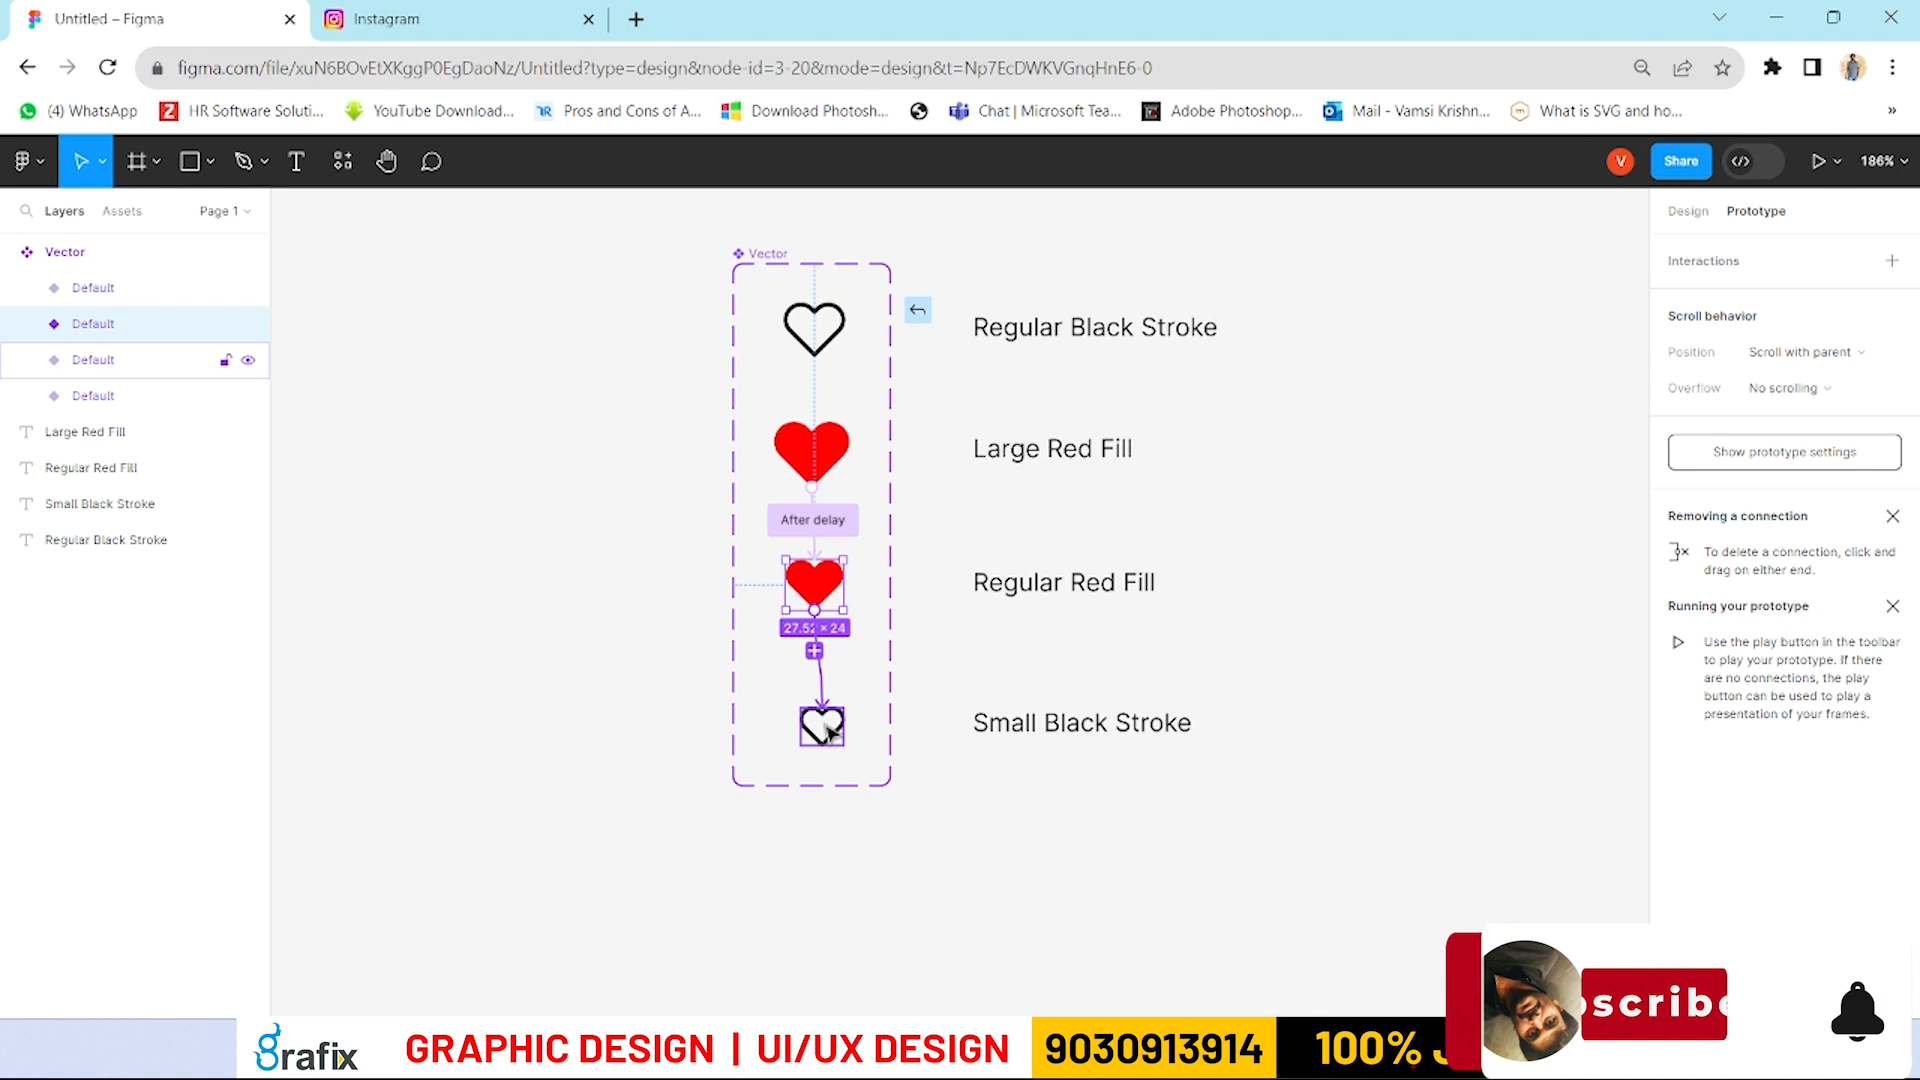 Untitled – Figma
Instagram
figma.com/file/xuN6BOvEtXKggP0EgDaoNz/Untitled?type=design&node-id=3-20&mode=design&t=Np7EcDWKVGnqHnE6-0
(4) WhatsApp
HR Software Soluti...
YouTube Download...
Pros and Cons of A...
Download Photosh...
Chat | Microsoft Tea...
Adobe Photoshop...
Mail - Vamsi Krishn...
What is SVG and ho...
»
V
Share
186%
Layers
Assets
Page 1
Vector
Default
Default
Default
Default
Large Red Fill
Regular Red Fill
Small Black Stroke
Regular Black Stroke
Vector
Regular Black Stroke
Large Red Fill
After delay
Regular Red Fill
27.52 × 24
Small Black Stroke
Design
Prototype
Interactions
Scroll behavior
Position
Scroll with parent
Overflow
No scrolling
Show prototype settings
Removing a connection
To delete a connection, click and
drag on either end.
Running your prototype
Use the play button in the toolbar
to play your prototype. If there
are no connections, the play
button can be used to play a
presentation of your frames.
scribe
grafix
GRAPHIC DESIGN | UI/UX DESIGN
9030913914
100%